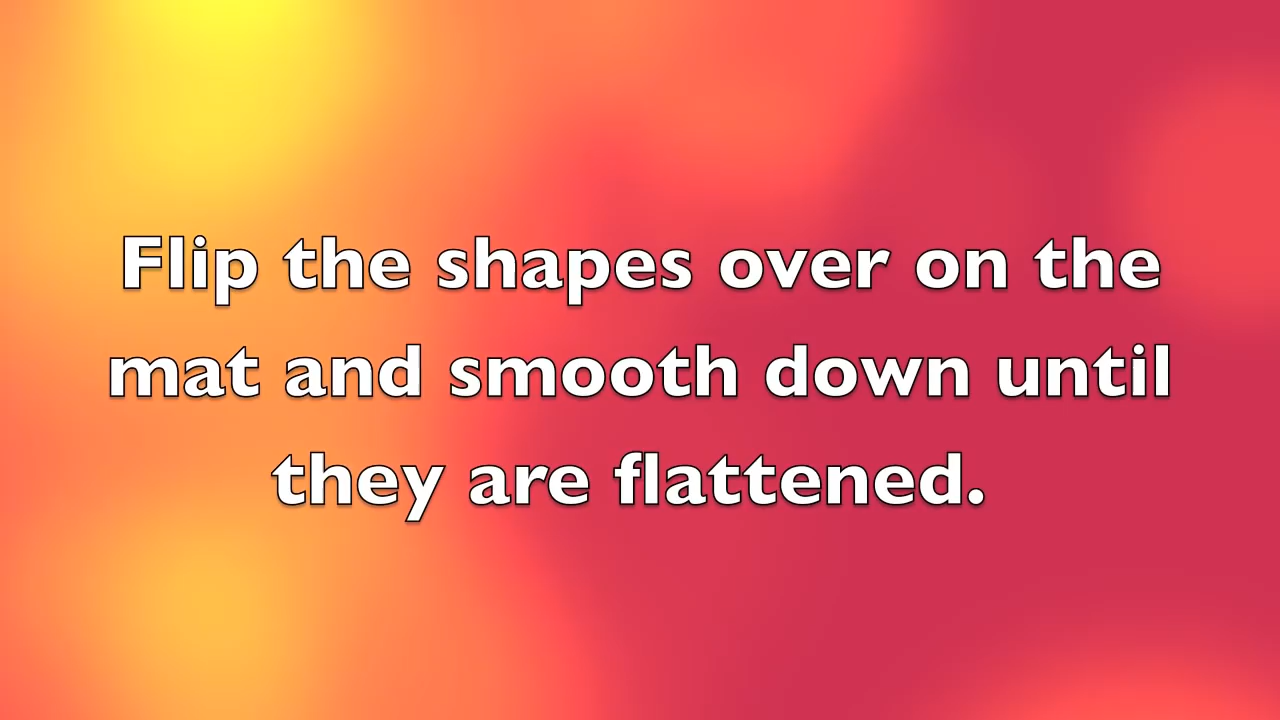 Flip the shapes over on the
mat and smooth down until
they are flattened.